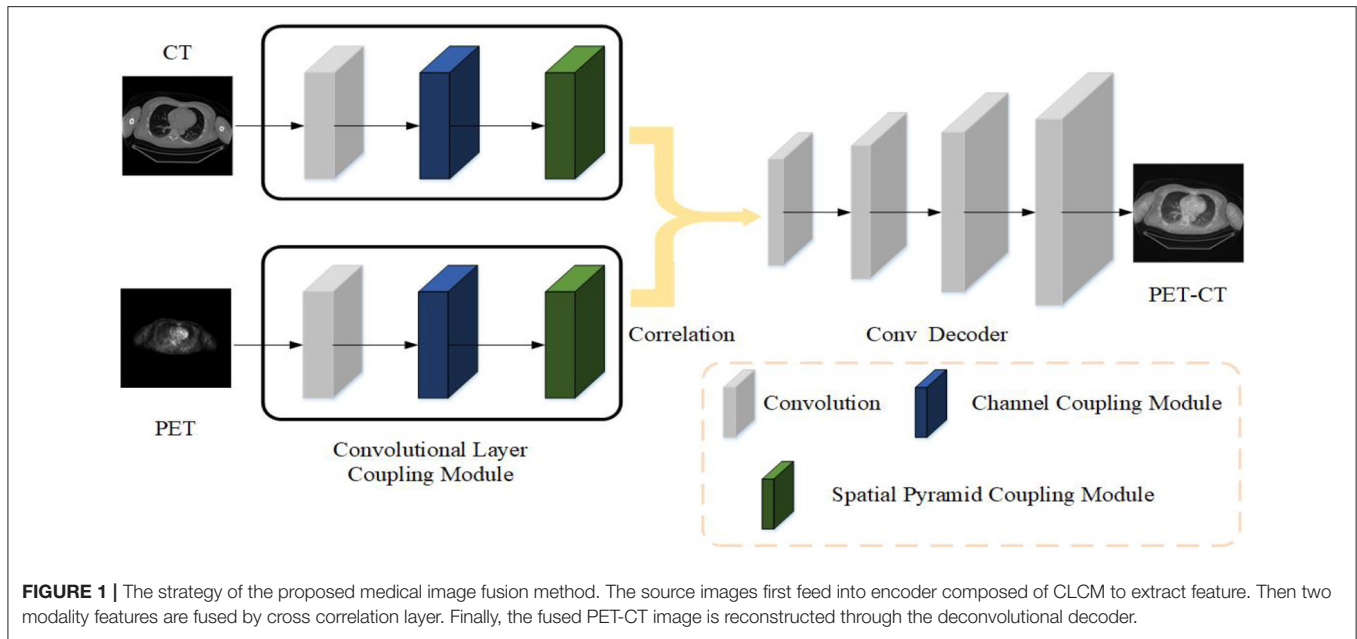 CT
PET
Convolutional Layer
Coupling Module
Correlation
Conv Decoder
PET-CT
Convolution
Channel Coupling Module
Spatial Pyramid Coupling Module
FIGURE 1 | The strategy of the proposed medical image fusion method. The source images first feed into encoder composed of CLCM to extract feature. Then two
modality features are fused by cross correlation layer. Finally, the fused PET-CT image is reconstructed through the deconvolutional decoder.